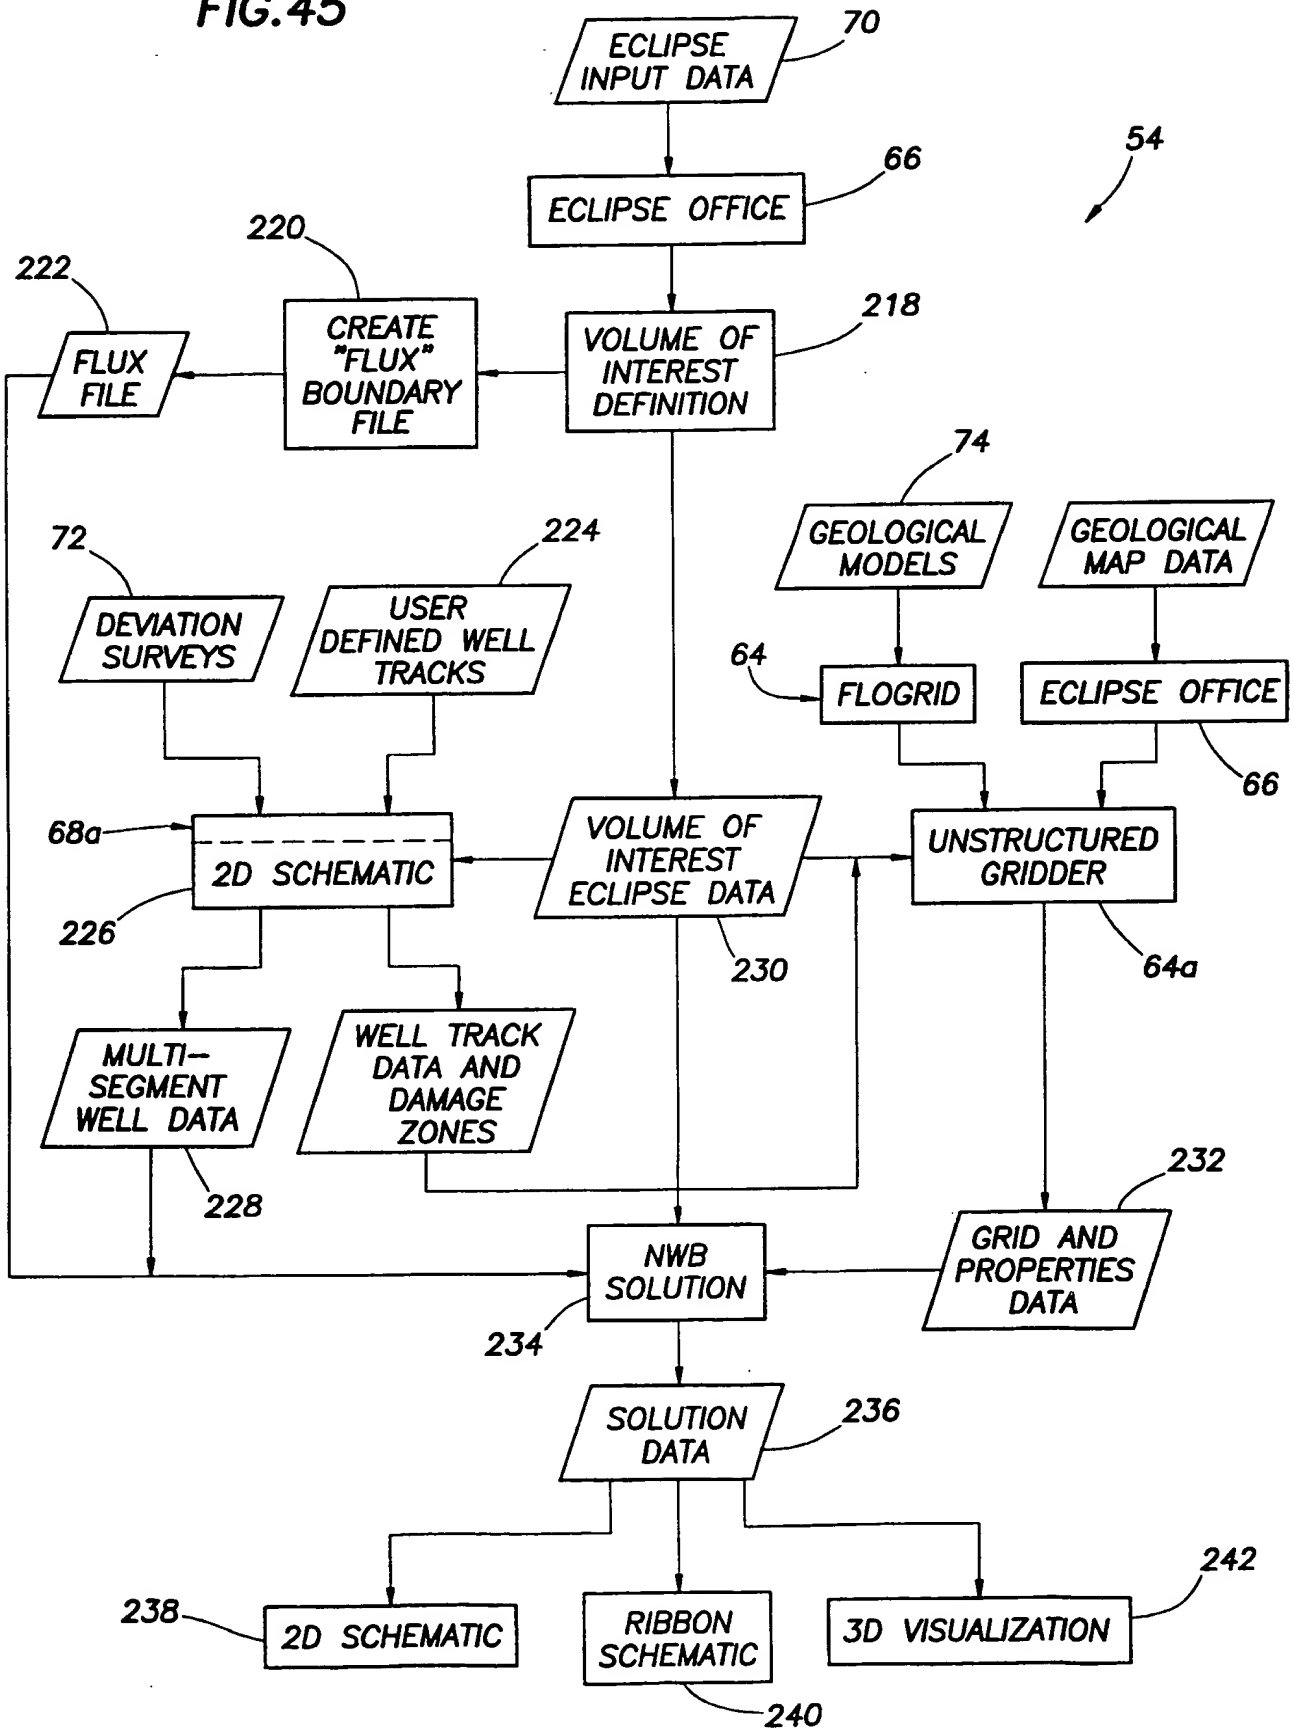 FIG.45
ECLIPSE
INPUT DATA
70
54
ECLIPSE OFFICE
66
220
222
218
FLUX
FILE
CREATE
"FLUX"
BOUNDARY
FILE
VOLUME OF
INTEREST
DEFINITION
74
72
224
GEOLOGICAL
MODELS
GEOLOGICAL
MAP DATA
DEVIATION
SURVEYS
USER
DEFINED WELL
TRACKS
64
FLOGRID
ECLIPSE OFFICE
66
68a
2D SCHEMATIC
226
VOLUME OF
INTEREST
ECLIPSE DATA
230
UNSTRUCTURED
GRIDDER
64a
MULTI-
SEGMENT
WELL DATA
228
WELL TRACK
DATA AND
DAMAGE
ZONES
232
GRID AND
PROPERTIES
DATA
NWB
SOLUTION
234
SOLUTION
DATA
236
238
2D SCHEMATIC
RIBBON
SCHEMATIC
240
3D VISUALIZATION
242